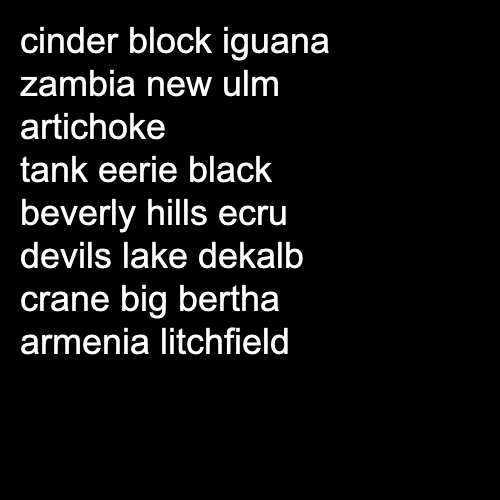 cinder block iguana
zambia new ulm
artichoke
tank eerie black
beverly hills ecru
devils lake dekalb
crane big bertha
armenia litchfield